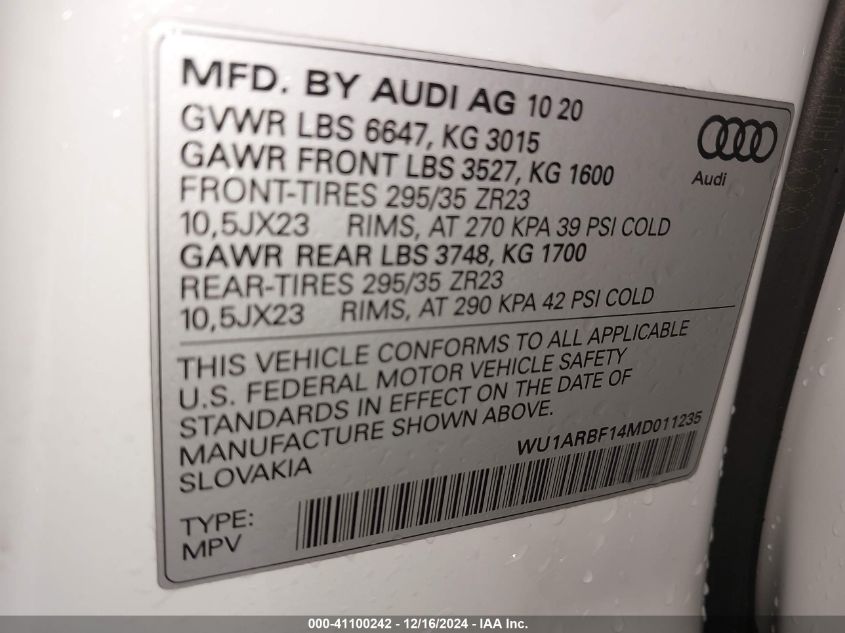 MFD. BY AUDI AG 10 20
GVWR LBS 6647, KG 3015
GAWR FRONT LBS 3527, KG 1600
FRONT-TIRES 295/35 ZR23
10,5JX23 RIMS, AT 270 KPA 39 PSI COLD
GAWR REAR LBS 3748, KG 1700
REAR-TIRES 295/35 ZR23
10,5JX23 RIMS, AT 290 KPA 42 PSI COLD
Audi
THIS VEHICLE CONFORMS TO ALL APPLICABLE
U.S. FEDERAL MOTOR VEHICLE SAFETY
STANDARDS IN EFFECT ON THE DATE OF
MANUFACTURE SHOWN ABOVE.
SLOVAKIA
WU1ARBF14MD011235
TYPE:
MPV
000-41100242 - 12/16/2024 - IAA Inc.